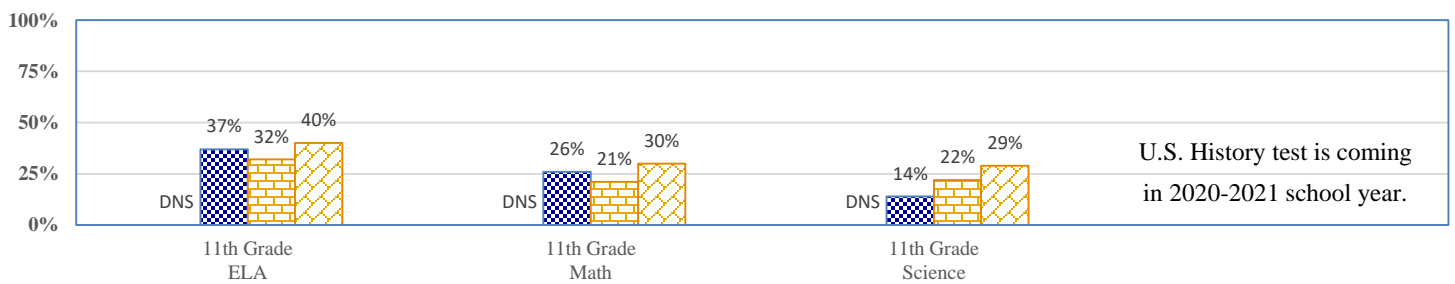 100%
75%
50%
25%
0%
DNS
37%
32%
40%
DNS
26%
21%
30%
DNS
14%
22%
29%
U.S. History test is coming
in 2020-2021 school year.
11th Grade
ELA
11th Grade
Math
11th Grade
Science